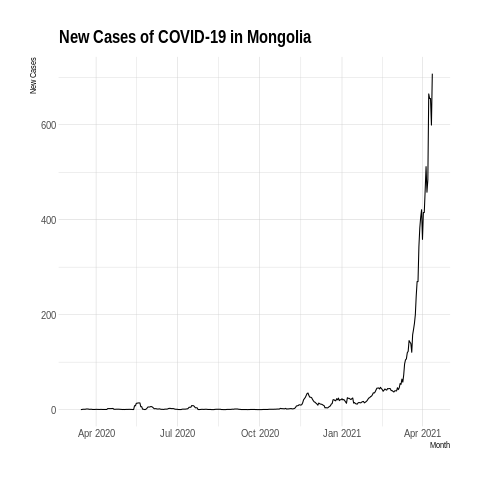 New Cases of COVID-19 in Mongolia
New Cases
600
400
200
0
Apr 2020 Jul 2020 Oct 2020 Jan 2021 Apr 2021
Month